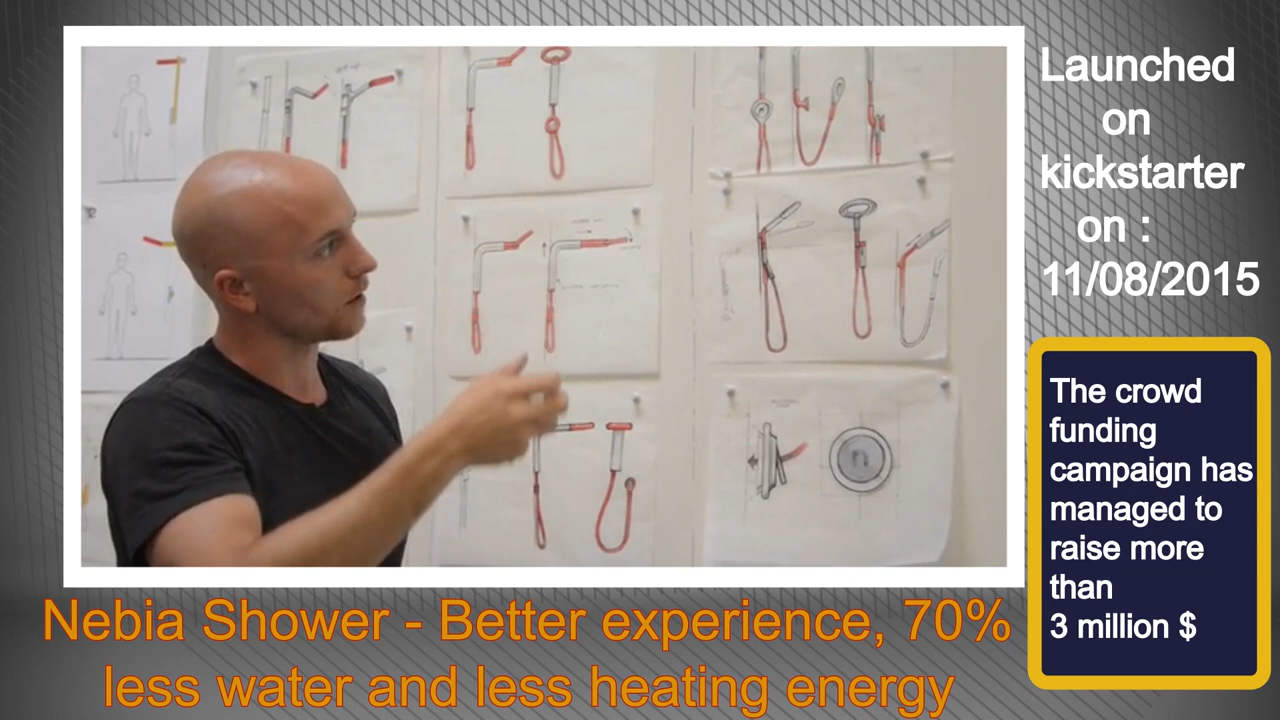 Launched
on
kickstarter
on :
11/08/2015
The crowd
funding
campaign has
managed to
raise more
than
3 million $
Nebia Shower - Better experience, 70%
less water and less heating energy